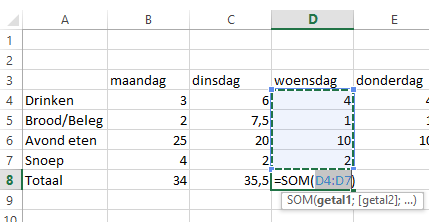 A B C D E
1
2
3 maandag dinsdag woensdag donderdag
4 Drinken 3 6 4 4
5 Brood/Beleg 2 7,5 1
6 Avond eten 25 20 10 10
7 Snoep 4 2 2
8 Totaal 34 35,5 =SOM(D4:D7)
9 SOM(getal1; [getal2]; ...)